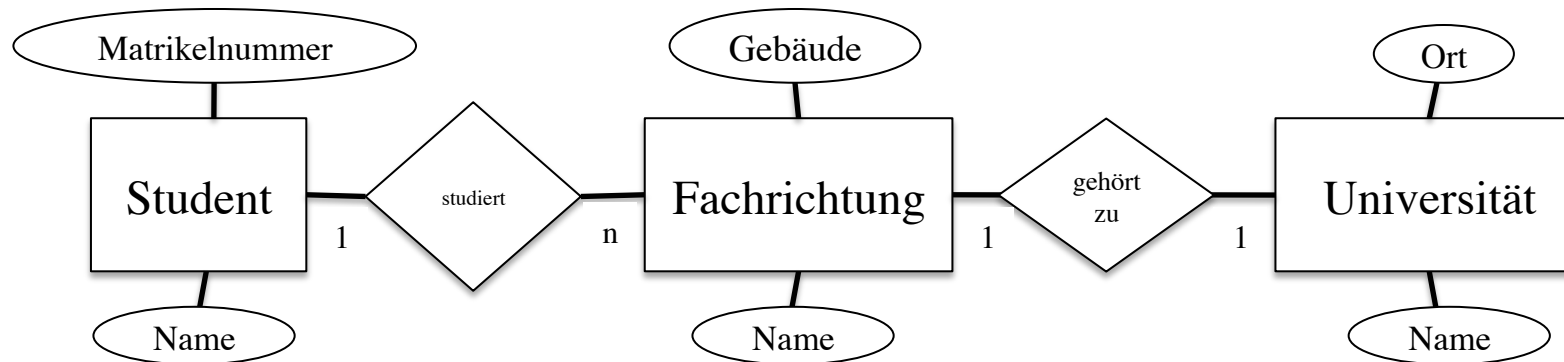 Matrikelnummer
Gebäude
Ort
Student
studiert
Fachrichtung
gehört
zu
Universität
1
n
1
1
Name
Name
Name